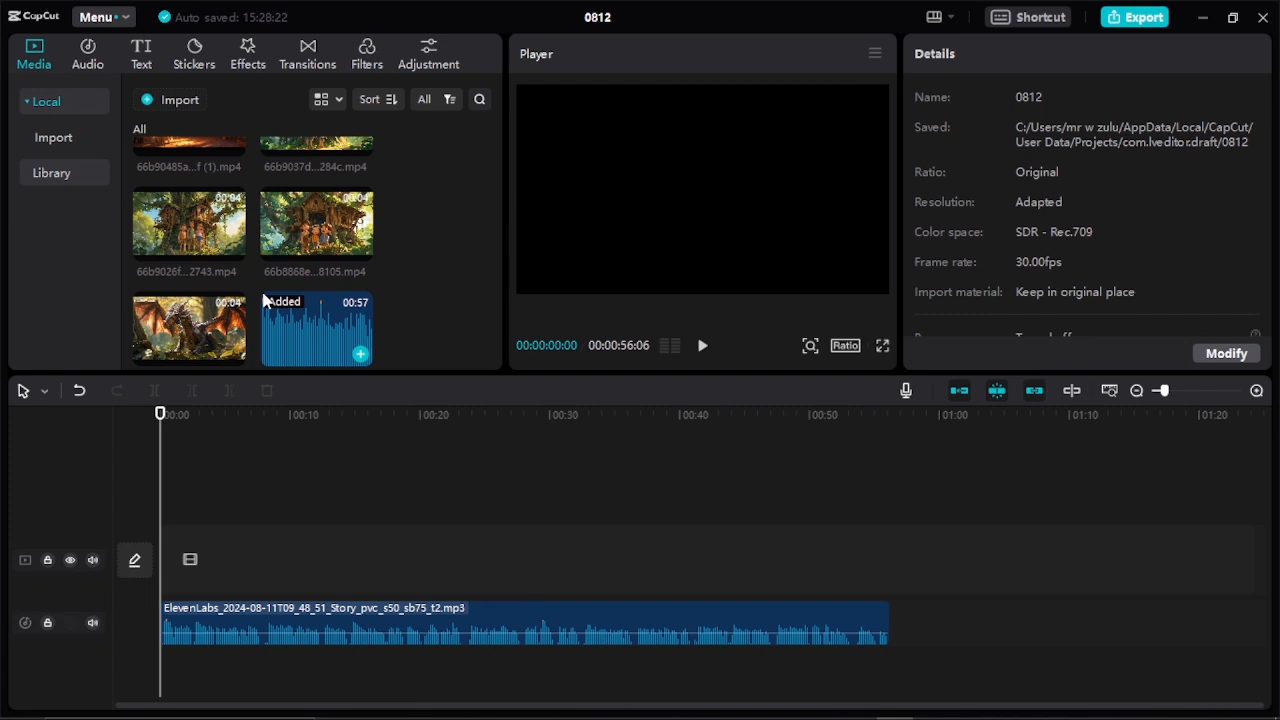 CapCut
Menu
Auto saved: 15:28:22
0812
Shortcut
Export
Media
Audio
Text
Stickers
Effects
Transitions
Filters
Adjustment
Local
Import
Library
Import
Sort
All
All
66b90485a...f (1).mp4
66b9037d...284c.mp4
00:04
00:04
66b9026f...2743.mp4
66b8868e...8105.mp4
00:04
Added
00:57
Player
00:00:00:00
00:00:56:06
Ratio
Details
Name:
0812
Saved:
C:/Users/mr w zulu/AppData/Local/CapCut/
User Data/Projects/com.lveditor.draft/0812
Ratio:
Original
Resolution:
Adapted
Color space:
SDR - Rec.709
Frame rate:
30.00fps
Import material:
Keep in original place
Modify
00:00
00:10
00:20
00:30
00:40
00:50
01:00
01:10
01:20
ElevenLabs_2024-08-11T09_48_51_Story_pvc_s50_sb75_t2.mp3